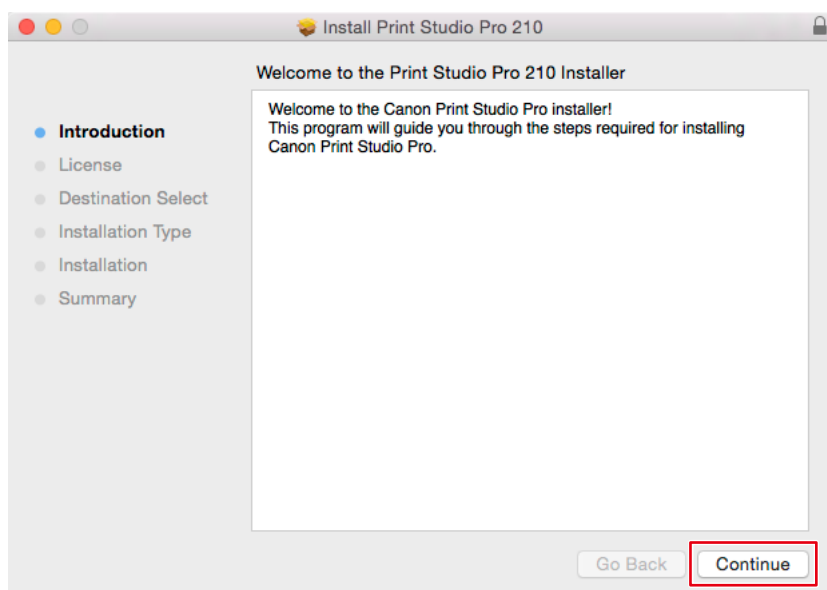 Install Print Studio Pro 210
Welcome to the Print Studio Pro 210 Installer
Introduction
License
Destination Select
Installation Type
Installation
Summary
Welcome to the Canon Print Studio Pro installer!
This program will guide you through the steps required for installing
Canon Print Studio Pro.
Go Back
Continue